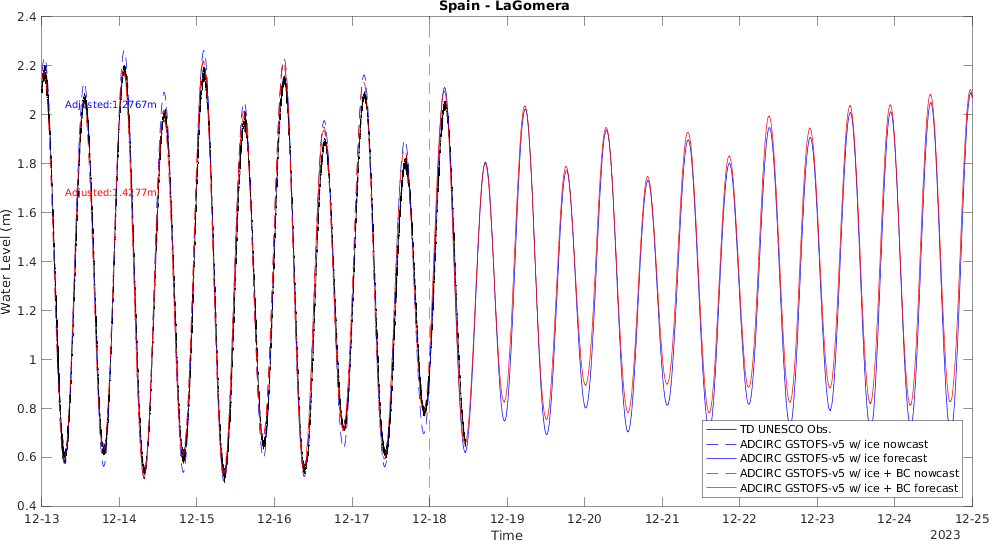 Spain - LaGomera
2.4
2.2
2
1.8
1.6
1.4
1.2
1
0.8
0.6
0.4
Water Level (m)
Adjusted:1.2767m
Adjusted:1.4277m
TD UNESCO Obs.
ADCIRC GSTOFS-v5 w/ ice nowcast
ADCIRC GSTOFS-v5 w/ ice forecast
ADCIRC GSTOFS-v5 w/ ice + BC nowcast
ADCIRC GSTOFS-v5 w/ ice + BC forecast
12-13 12-14 12-15 12-16 12-17 12-18 12-19 12-20 12-21 12-22 12-23 12-24 12-25
Time
2023